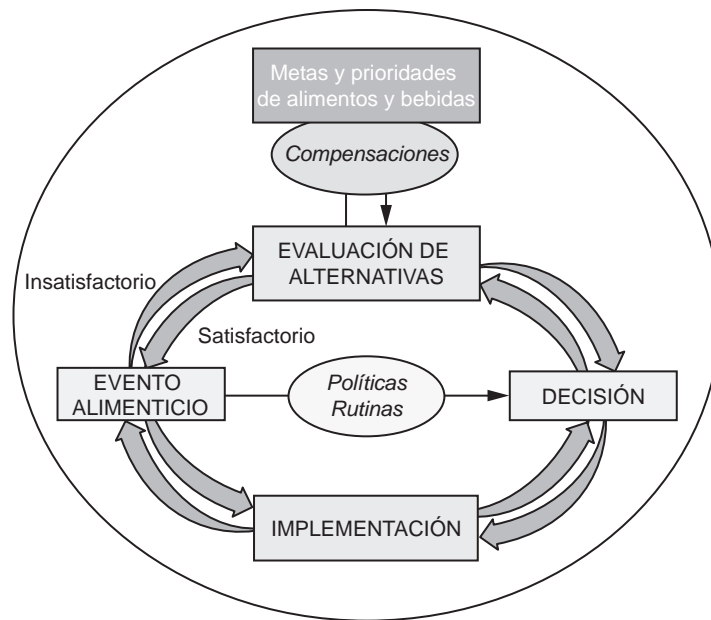 Metas y prioridades
de alimentos y bebidas
Compensaciones
EVALUACIÓN DE
ALTERNATIVAS
Insatisfactorio
Satisfactorio
EVENTO
ALIMENTICIO
Políticas
Rutinas
DECISIÓN
IMPLEMENTACIÓN